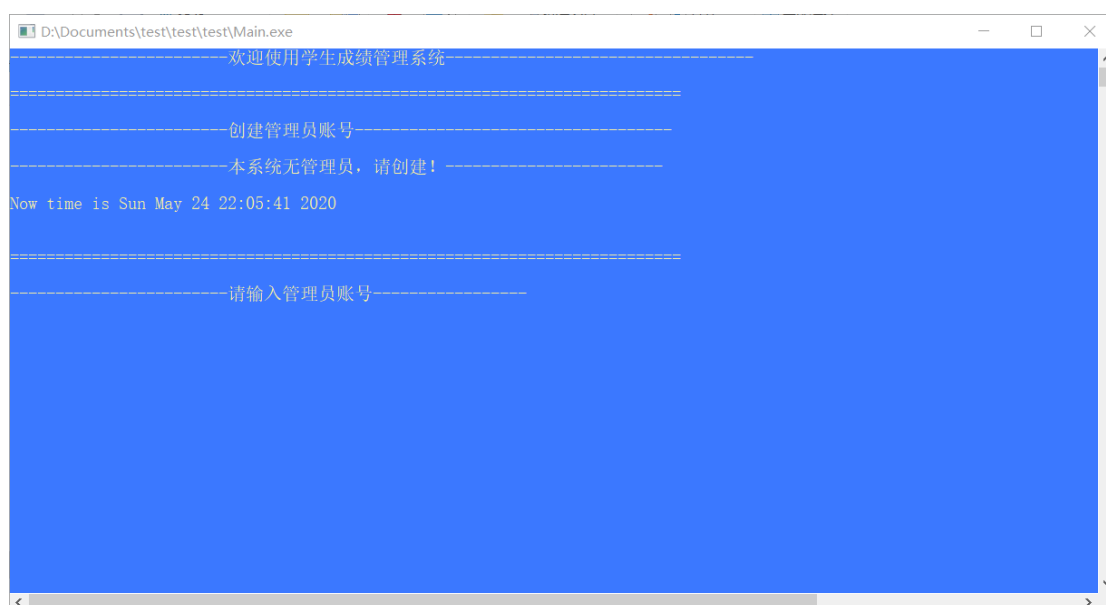 D:\Documents\test\test\test\Main.exe
------------------------欢迎使用学生成绩管理系统----------------------------------
==========================================================================
------------------------创建管理员账号-----------------------------------
------------------------本系统无管理员，请创建！------------------------
Now time is Sun May 24 22:05:41 2020
==========================================================================
------------------------请输入管理员账号-----------------